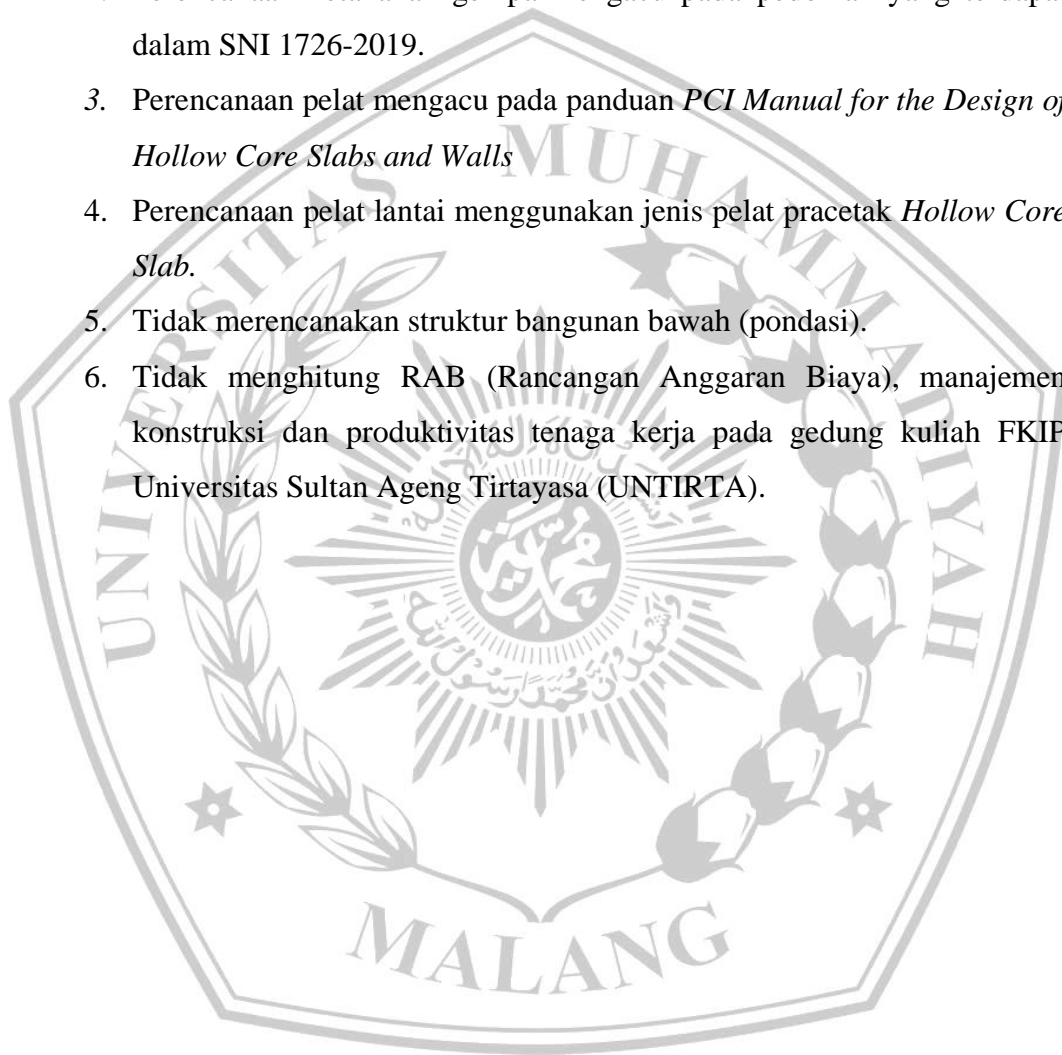 dalam SNI 1726-2019.
3. Perencanaan pelat mengacu pada panduan PCI Manual for the Design of
Hollow Core Slabs and Walls
4. Perencanaan pelat lantai menggunakan jenis pelat pracetak Hollow Core
Slab.
5. Tidak merencanakan struktur bangunan bawah (pondasi).
6. Tidak menghitung RAB (Rancangan Anggaran Biaya), manajemen
konstruksi dan produktivitas tenaga kerja pada gedung kuliah FKIP
Universitas Sultan Ageng Tirtayasa (UNTIRTA).
UNIVERSITAS MUHAMMADIYAH
MALANG